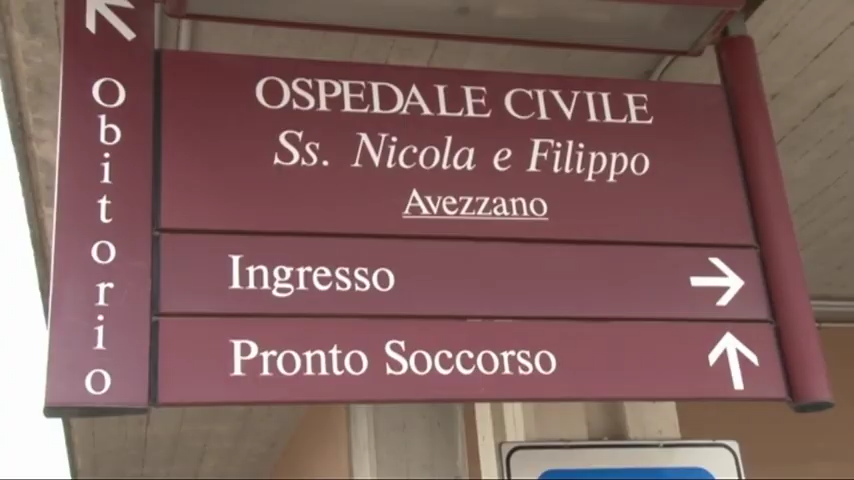 Obitorio
OSPEDALE CIVILE
Ss. Nicola e Filippo
Avezzano
Ingresso
Pronto Soccorso